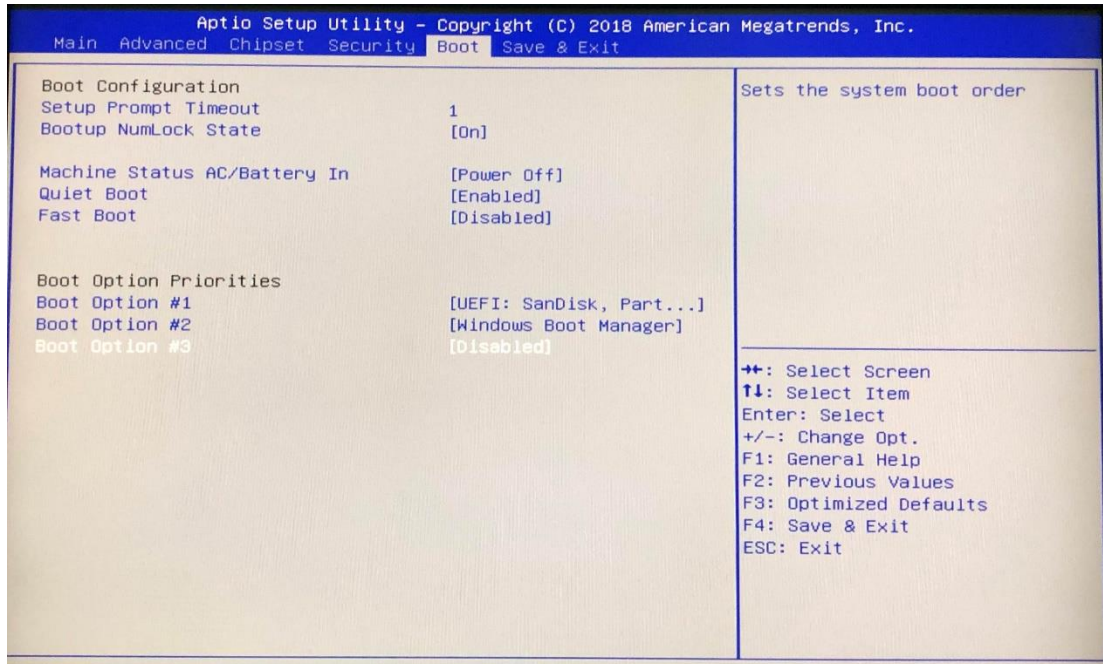 Aptio Setup Utility – Copyright (C) 2018 American Megatrends, Inc.
Main Advanced Chipset Security Boot Save & Exit
Boot Configuration
Setup Prompt Timeout 1
Bootup NumLock State [On]
Machine Status AC/Battery In [Power Off]
Quiet Boot [Enabled]
Fast Boot [Disabled]
Boot Option Priorities
Boot Option #1 [UEFI: SanDisk, Part...]
Boot Option #2 [Windows Boot Manager]
Boot Option #3 [Disabled]
Sets the system boot order
→←: Select Screen
↑↓: Select Item
Enter: Select
+/-: Change Opt.
F1: General Help
F2: Previous Values
F3: Optimized Defaults
F4: Save & Exit
ESC: Exit